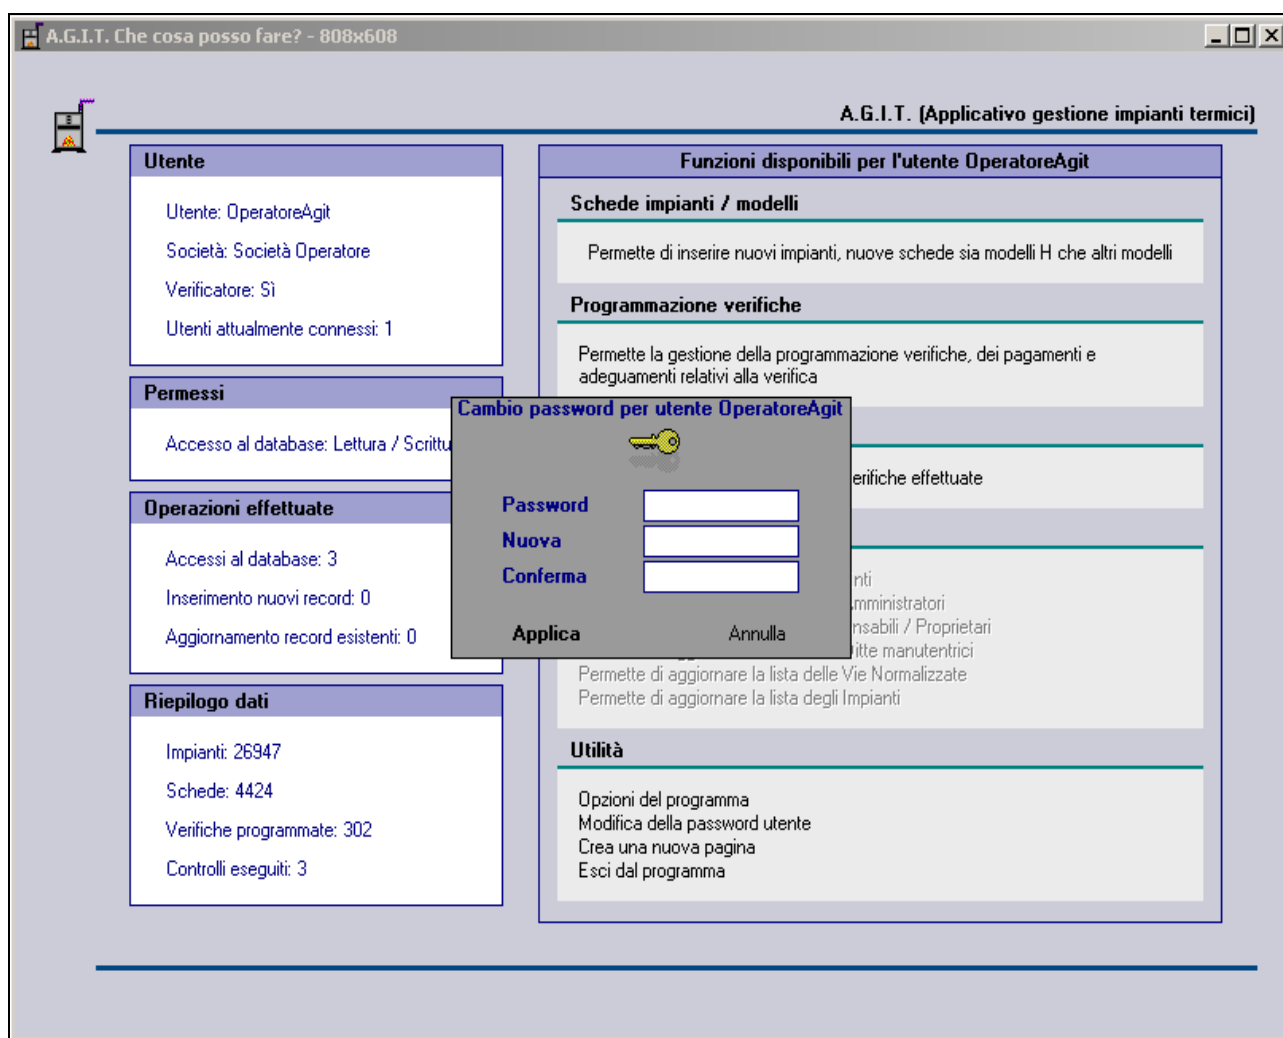 A.G.I.T. Che cosa posso fare? - 808x608
A.G.I.T. (Applicativo gestione impianti termici)
Utente
Utente: OperatoreAgit
Società: Società Operatore
Verificatore: Sì
Utenti attualmente connessi: 1
Permessi
Accesso al database: Lettura / Scrittu
Operazioni effettuate
Accessi al database: 3
Inserimento nuovi record: 0
Aggiornamento record esistenti: 0
Riepilogo dati
Impianti: 26947
Schede: 4424
Verifiche programmate: 302
Controlli eseguiti: 3
Cambio password per utente OperatoreAgit
Password
Nuova
Conferma
Applica Annulla
Funzioni disponibili per l'utente OperatoreAgit
Schede impianti / modelli
Permette di inserire nuovi impianti, nuove schede sia modelli H che altri modelli
Programmazione verifiche
Permette la gestione della programmazione verifiche, dei pagamenti e
adeguamenti relativi alla verifica
erifiche effettuate
nti
mministratori
nsabili / Proprietari
itte manutentrici
Permette di aggiornare la lista delle Vie Normalizzate
Permette di aggiornare la lista degli Impianti
Utilità
Opzioni del programma
Modifica della password utente
Crea una nuova pagina
Esci dal programma